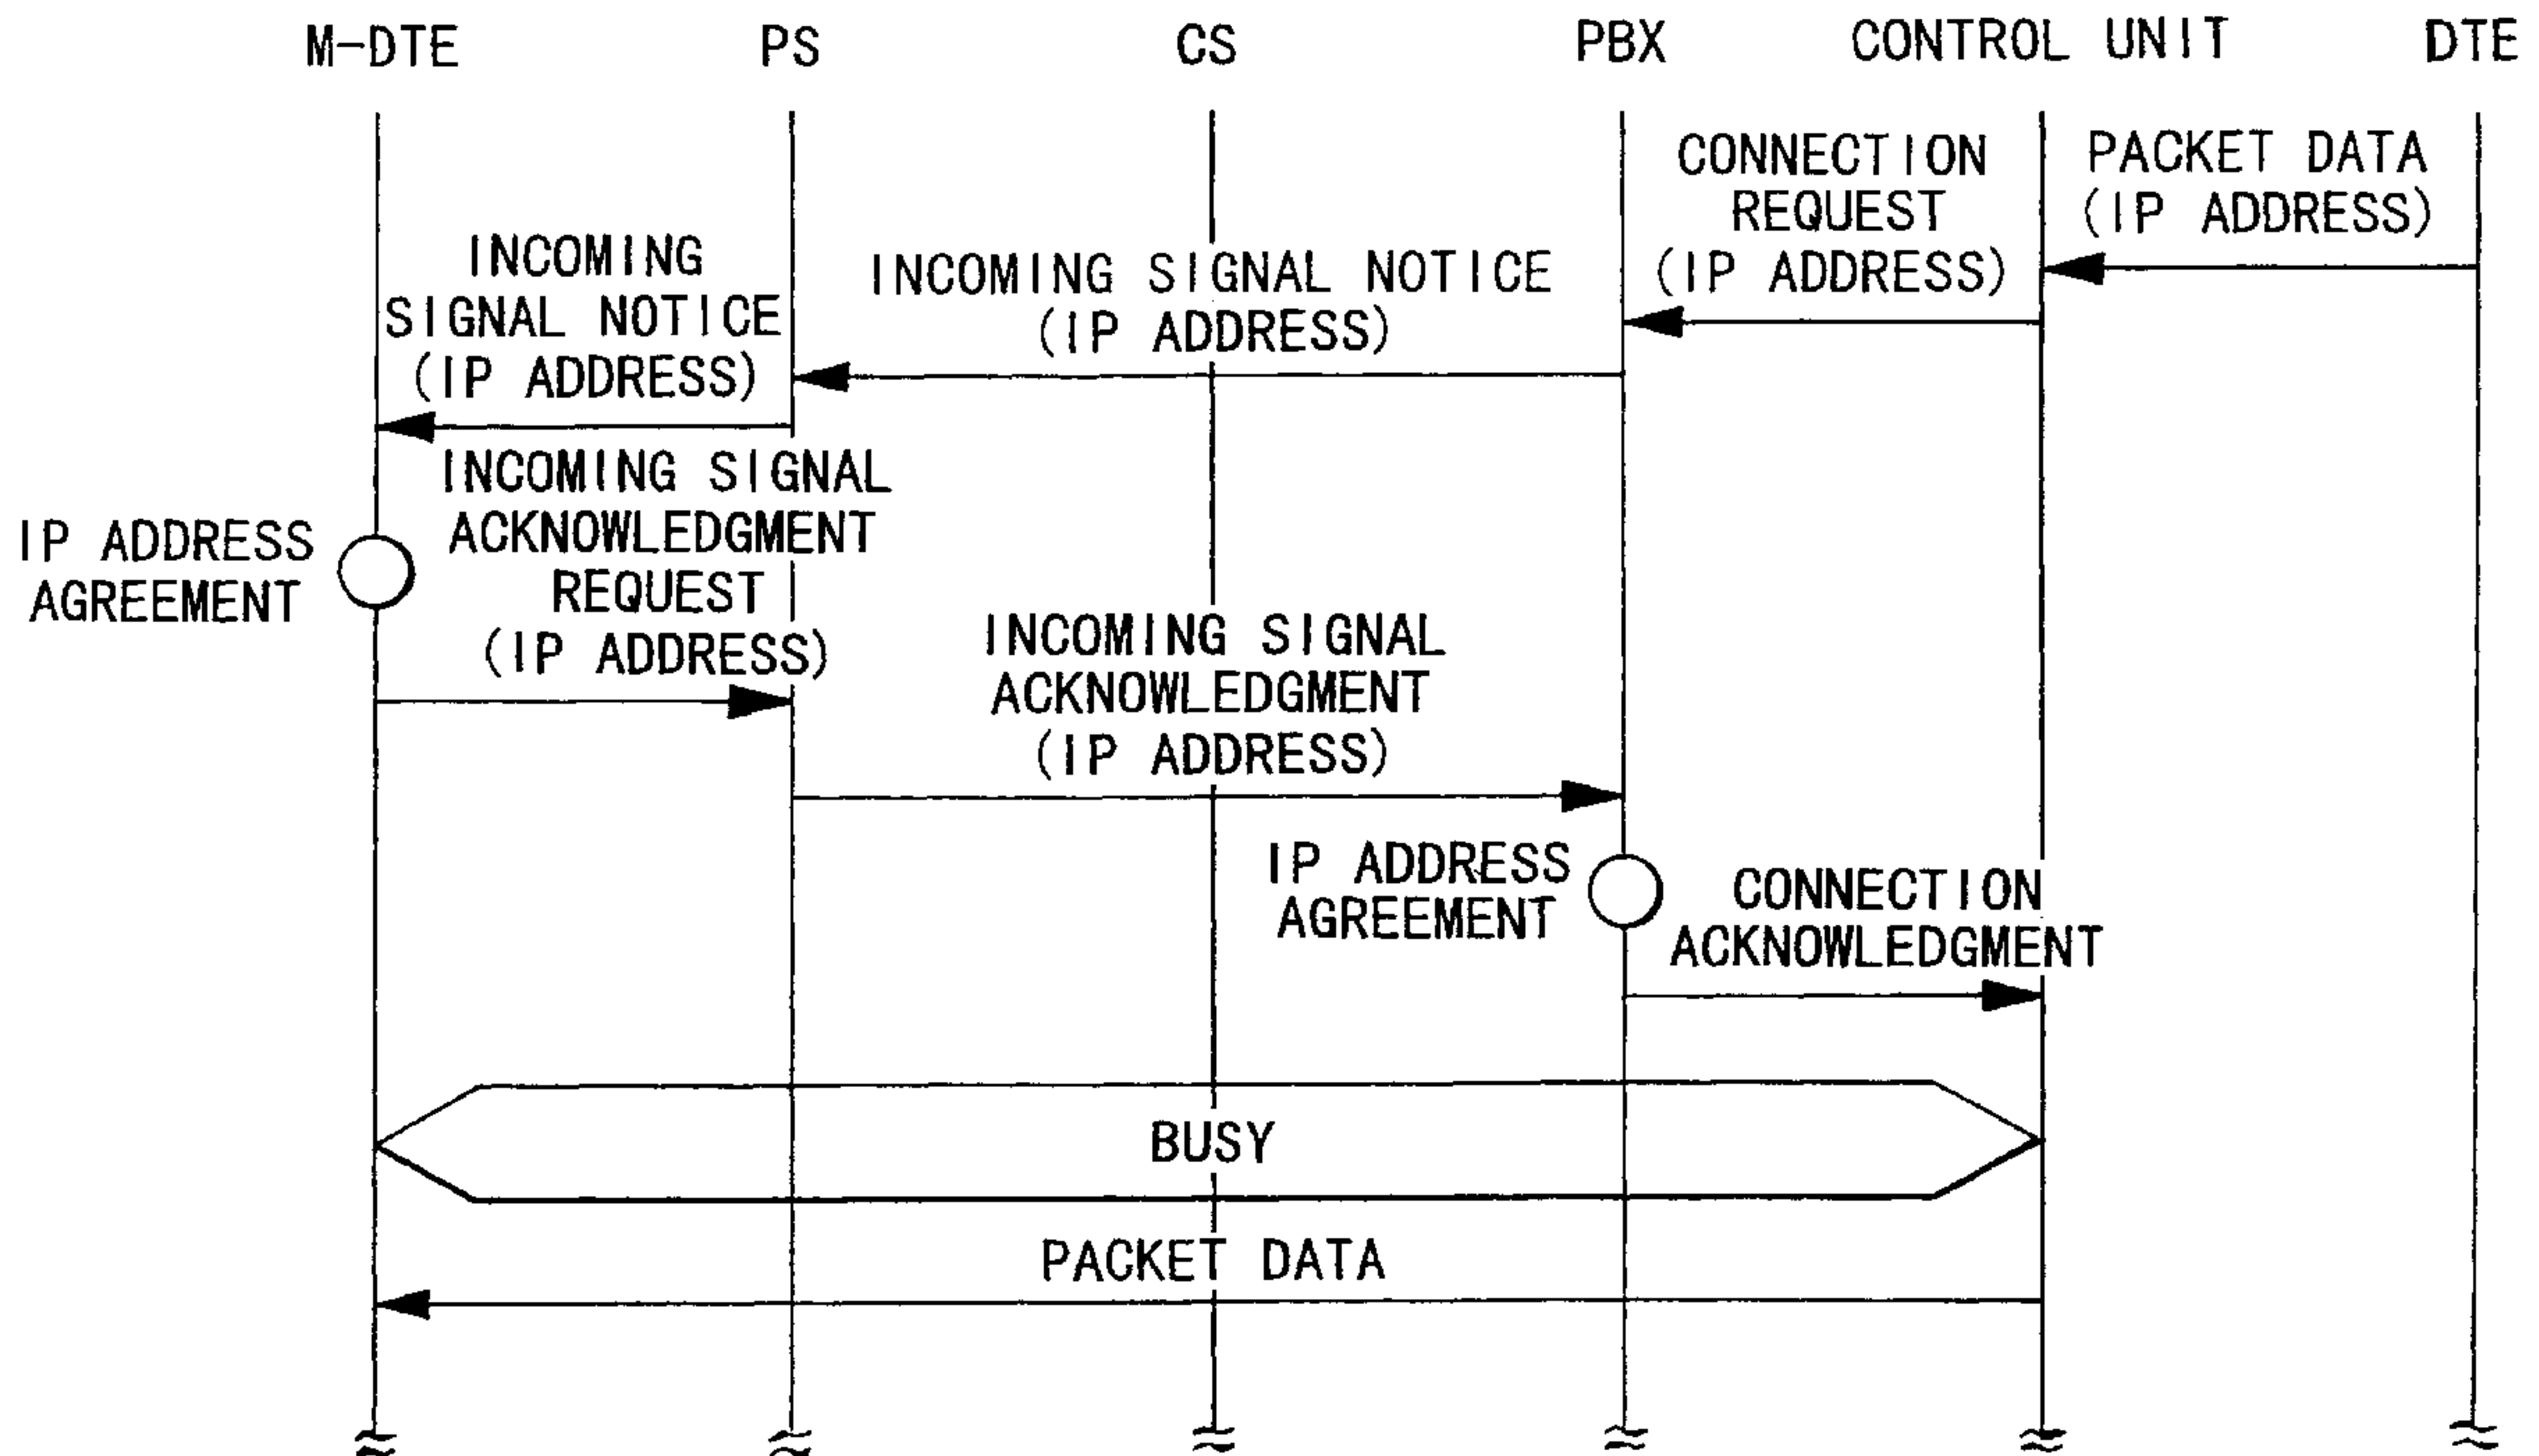 M-DTE PS CS PBX CONTROL UNIT DTE
PACKET DATA
(IP ADDRESS)
CONNECTION
REQUEST
(IP ADDRESS)
INCOMING SIGNAL NOTICE
(IP ADDRESS)
INCOMING
SIGNAL NOTICE
(IP ADDRESS)
IP ADDRESS
AGREEMENT
INCOMING SIGNAL
ACKNOWLEDGMENT
REQUEST
(IP ADDRESS)
INCOMING SIGNAL
ACKNOWLEDGMENT
(IP ADDRESS)
IP ADDRESS
AGREEMENT
CONNECTION
ACKNOWLEDGMENT
BUSY
PACKET DATA